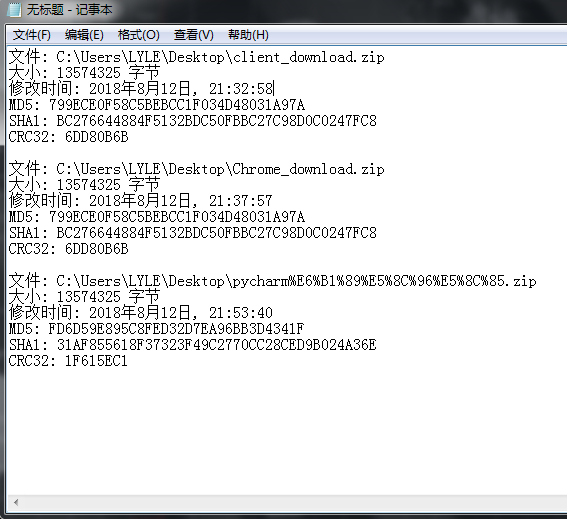 无标题 - 记事本
文件(F) 编辑(E) 格式(O) 查看(V) 帮助(H)
文件: C:\Users\LYLE\Desktop\client_download.zip
大小: 13574325 字节
修改时间: 2018年8月12日, 21:32:58
MD5: 799ECE0F58C5BEBCC1F034D48031A97A
SHA1: BC276644884F5132BDC50FBBC27C98D0C0247FC8
CRC32: 6DD80B6B
文件: C:\Users\LYLE\Desktop\Chrome_download.zip
大小: 13574325 字节
修改时间: 2018年8月12日, 21:37:57
MD5: 799ECE0F58C5BEBCC1F034D48031A97A
SHA1: BC276644884F5132BDC50FBBC27C98D0C0247FC8
CRC32: 6DD80B6B
文件: C:\Users\LYLE\Desktop\pycharm%E6%B1%89%E5%8C%96%E5%8C%85.zip
大小: 13574325 字节
修改时间: 2018年8月12日, 21:53:40
MD5: FD6D59E895C8FED32D7EA96BB3D4341F
SHA1: 31AF855618F37323F49C2770CC28CED9B024A36E
CRC32: 1F615EC1